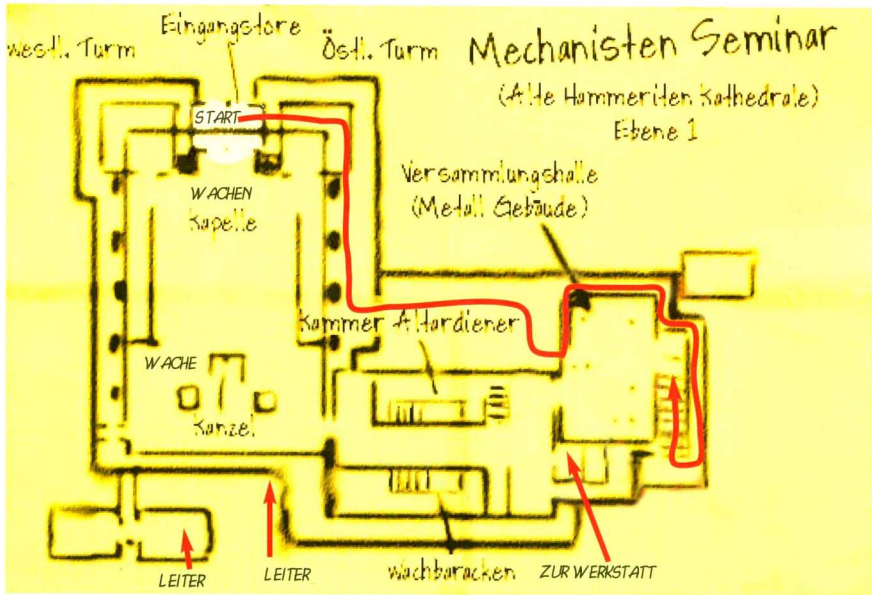 Westl. Turm
Eingangstore
Östl. Turm
Mechanisten Seminar
(Alte Hammeriten Kathedrale)
Ebene 1
START
Versammlungshalle
(Metall Gebäude)
WACHEN
Kapelle
Kammer Altardiener
WACHE
Kanzel
LEITER
LEITER
Wachbaracken
ZUR WERKSTATT